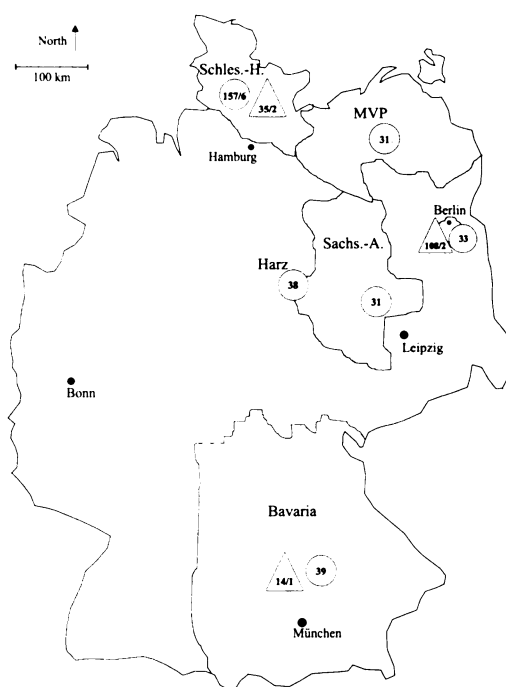 North
100 km
Schles.-H.
157/6
35/2
MVP
31
Hamburg
Berlin
108/2
33
Sachs.-A.
Harz
38
31
Leipzig
Bonn
Bavaria
14/1
39
München